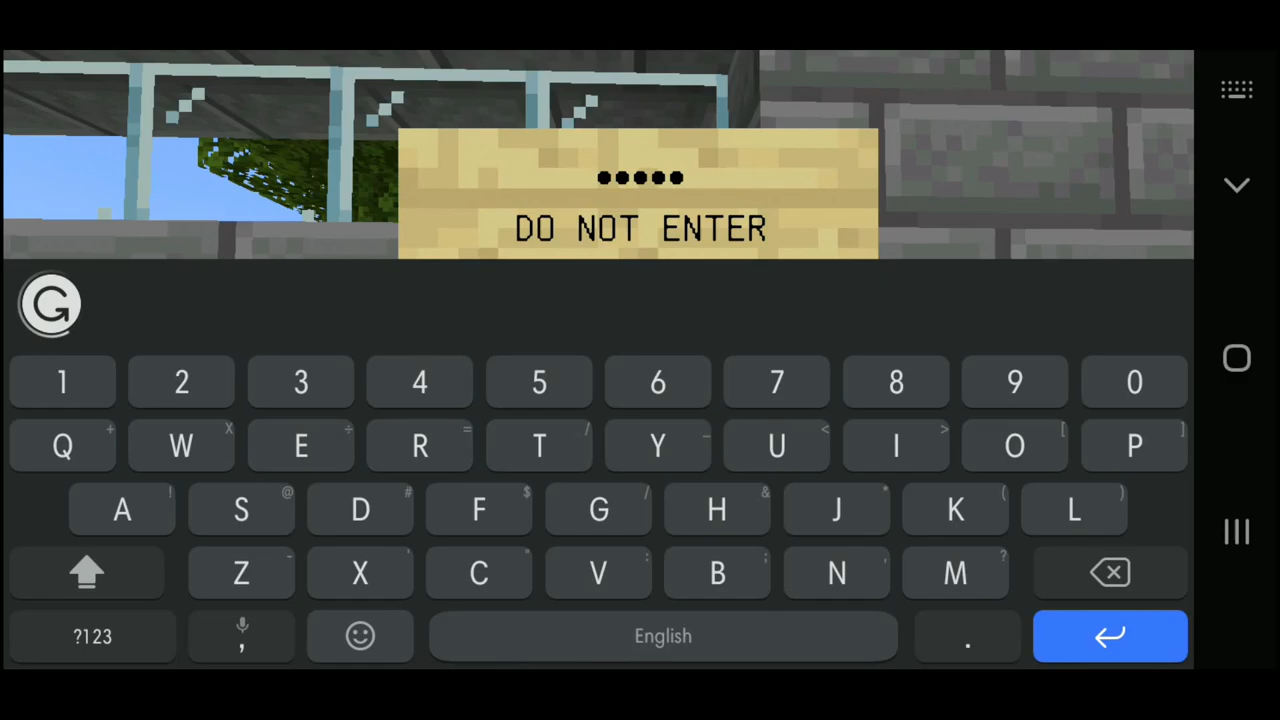 ●●●●●
DO NOT ENTER
1 2 3 4 5 6 7 8 9 0
Q + W X E ÷ R = T / Y _ U < I > O [ P ]
A ! S @ D # F $ G / H & J * K ( L )
Z - X ' C " V : B ; N , M ?
?123 , English .